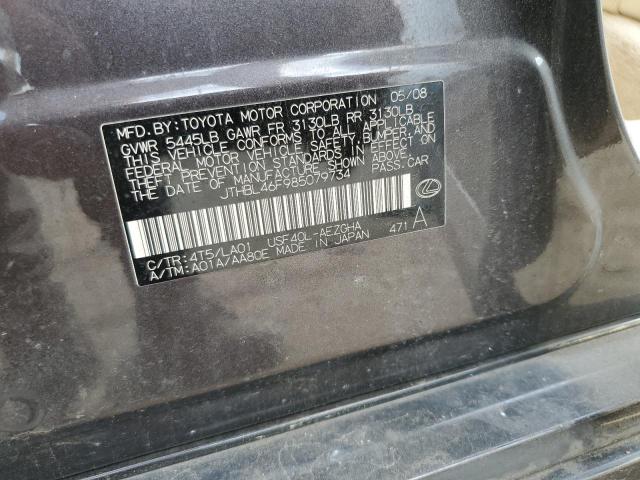 MFD. BY: TOYOTA MOTOR CORPORATION 05/08
GVWR 5445LB GAWR FR 3130LB RR 3130LB
THIS VEHICLE CONFORMS TO ALL APPLICABLE
FEDERAL MOTOR VEHICLE SAFETY, BUMPER, AND
THEFT PREVENTION STANDARDS IN EFFECT ON
THE DATE OF MANUFACTURE SHOWN ABOVE.
JTHBL46F985079734 PASS.CAR
C/TR: 4T5/LA01 USF40L-AEZGHA
A/TM: A01A/AA80E MADE IN JAPAN 471 A